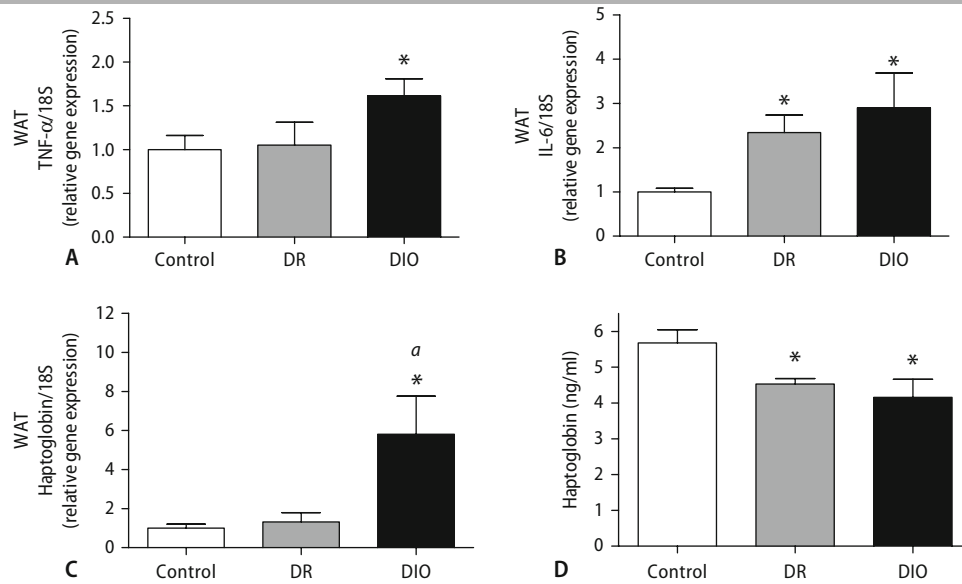 WAT
TNF-α/18S
(relative gene expression)
2.5
2.0
1.5
1.0
0.5
0.0
*
A
Control DR DIO
WAT
IL-6/18S
(relative gene expression)
5
4
3
2
1
0
* *
B
Control DR DIO
WAT
Haptoglobin/18S
(relative gene expression)
12
10
8
6
4
2
0
a
*
C
Control DR DIO
Haptoglobin (ng/ml)
6
5
4
3
2
1
0
* *
D
Control DR DIO